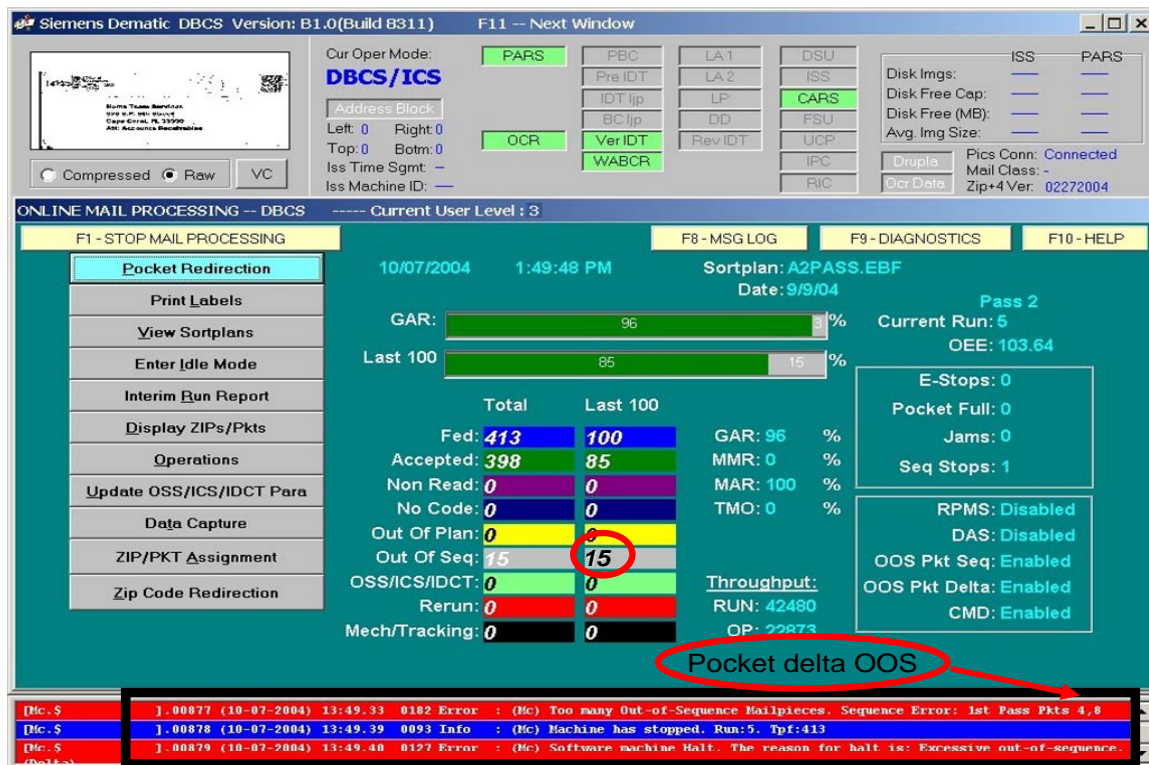 Siemens Dematic DBCS Version: B1.0(Build 8311) F11 -- Next Window
Home Team Services
Cape Coral, FL 33990
Att: Accounts Receivables
Compressed Raw VC
Cur Oper Mode:
DBCS/ICS
Address Block
Left: 0 Right: 0
Top: 0 Botm: 0
Iss Time Sgmt: –
Iss Machine ID: —
PARS
OCR
PBC
Pre IDT
IDT Ijp
BC Ijp
Ver IDT
WABCR
LA 1
LA 2
LP
DD
Rev IDT
DSU
ISS
CARS
FSU
UCP
IPC
RIC
ISS PARS
Disk Imgs: — —
Disk Free Cap: — —
Disk Free (MB): — —
Avg. Img Size: — —
Drupla
Ocr Data
Pics Conn: Connected
Mail Class: -
Zip+4 Ver: 02272004
ONLINE MAIL PROCESSING -- DBCS ----- Current User Level : 3
F1 - STOP MAIL PROCESSING F8 - MSG LOG F9 - DIAGNOSTICS F10 - HELP
Pocket Redirection
Print Labels
View Sortplans
Enter Idle Mode
Interim Run Report
Display ZIPs/Pkts
Operations
Update OSS/ICS/IDCT Para
Data Capture
ZIP/PKT Assignment
Zip Code Redirection
10/07/2004 1:49:48 PM Sortplan: A2PASS.EBF
Date: 9/9/04
Pass 2
GAR: 96 3 %
Current Run: 5
OEE: 103.64
Last 100 85 15 %
E-Stops: 0
Pocket Full: 0
Jams: 0
Seq Stops: 1
Total Last 100
Fed: 413 100
Accepted: 398 85
Non Read: 0 0
No Code: 0 0
Out Of Plan: 0 0
Out Of Seq: 15 15
OSS/ICS/IDCT: 0 0
Rerun: 0 0
Mech/Tracking: 0 0
GAR: 96 %
MMR: 0 %
MAR: 100 %
TMO: 0 %
Throughput:
RUN: 42480
OP: 22873
RPMS: Disabled
DAS: Disabled
OOS Pkt Seq: Enabled
OOS Pkt Delta: Enabled
CMD: Enabled
Pocket delta OOS
[Mc.$ ].00877 (10-07-2004) 13:49.33 0182 Error : (Mc) Too many Out-of-Sequence Mailpieces. Sequence Error: 1st Pass Pkts 4,8
[Mc.$ ].00878 (10-07-2004) 13:49.39 0093 Info : (Mc) Machine has stopped. Run:5. Tpf:413
[Mc.$ ].00879 (10-07-2004) 13:49.40 0127 Error : (Mc) Software machine Halt. The reason for halt is: Excessive out-of-sequence.
(Delta)